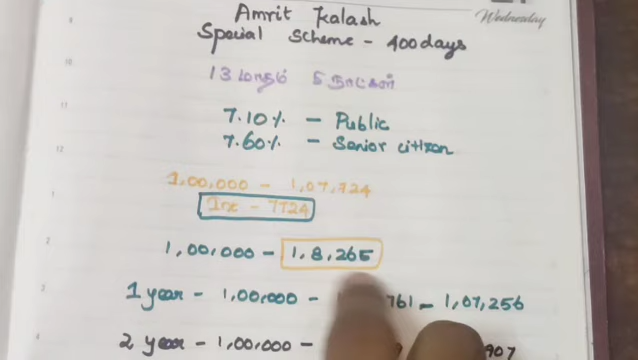 Wednesday
Amrit Kalash
Special Scheme - 400 days
13 மாதம் 5 நாட்கள்
7.10% - Public
7.60% - Senior citizen
1,00,000 - 1,07,724
Inc - 7724
1,00,000 - 1,8,265
1 year - 1,00,000 - 761 - 1,07,256
2 year - 1,00,000 - 907